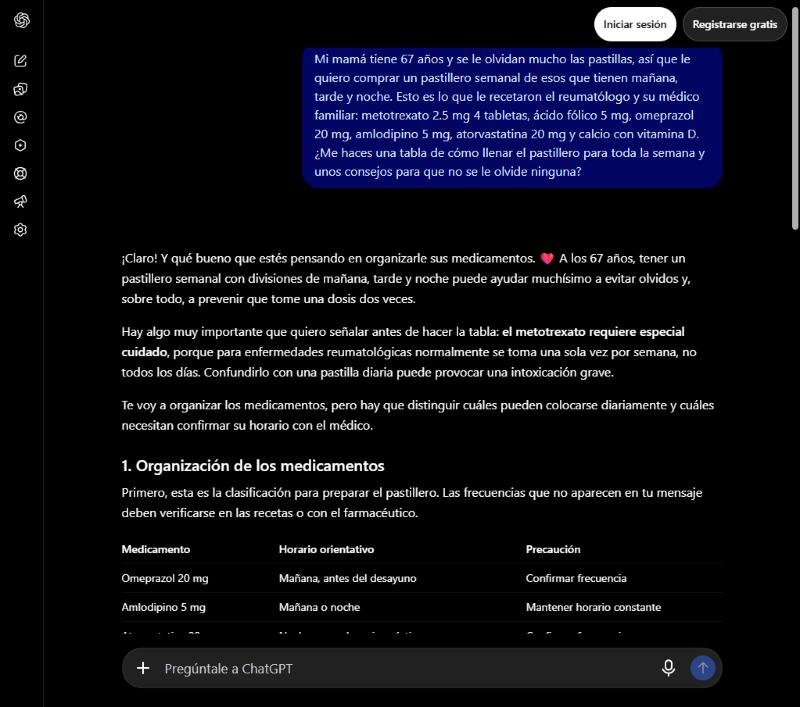 Iniciar sesión
Registrarse gratis
Mi mamá tiene 67 años y se le olvidan mucho las pastillas, así que le
quiero comprar un pastillero semanal de esos que tienen mañana,
tarde y noche. Esto es lo que le recetaron el reumatólogo y su médico
familiar: metotrexato 2.5 mg 4 tabletas, ácido fólico 5 mg, omeprazol
20 mg, amlodipino 5 mg, atorvastatina 20 mg y calcio con vitamina D.
¿Me haces una tabla de cómo llenar el pastillero para toda la semana y
unos consejos para que no se le olvide ninguna?
¡Claro! Y qué bueno que estés pensando en organizarle sus medicamentos. 💔 A los 67 años, tener un
pastillero semanal con divisiones de mañana, tarde y noche puede ayudar muchísimo a evitar olvidos y,
sobre todo, a prevenir que tome una dosis dos veces.
Hay algo muy importante que quiero señalar antes de hacer la tabla: el metotrexato requiere especial
cuidado, porque para enfermedades reumatológicas normalmente se toma una sola vez por semana, no
todos los días. Confundirlo con una pastilla diaria puede provocar una intoxicación grave.
Te voy a organizar los medicamentos, pero hay que distinguir cuáles pueden colocarse diariamente y cuáles
necesitan confirmar su horario con el médico.
1. Organización de los medicamentos
Primero, esta es la clasificación para preparar el pastillero. Las frecuencias que no aparecen en tu mensaje
deben verificarse en las recetas o con el farmacéutico.
Medicamento Horario orientativo Precaución
Omeprazol 20 mg Mañana, antes del desayuno Confirmar frecuencia
Amlodipino 5 mg Mañana o noche Mantener horario constante
Pregúntale a ChatGPT